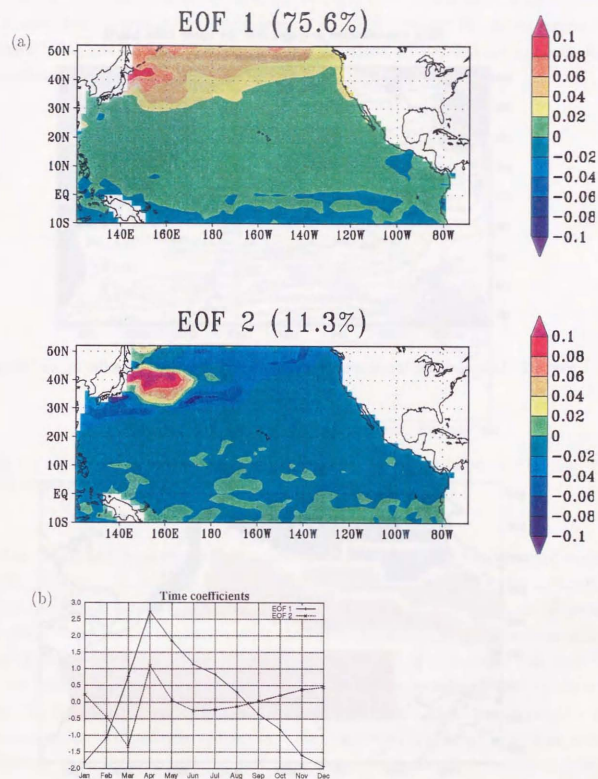 (a)
EOF 1 (75.6%)
50N
40N
30N
20N
10N
EQ
10S
140E 160E 180 160W 140W 120W 100W 80W
0.1
0.08
0.06
0.04
0.02
0
-0.02
-0.04
-0.06
-0.08
-0.1
EOF 2 (11.3%)
50N
40N
30N
20N
10N
EQ
10S
140E 160E 180 160W 140W 120W 100W 80W
0.1
0.08
0.06
0.04
0.02
0
-0.02
-0.04
-0.06
-0.08
-0.1
(b)
Time coefficients
EOF 1
EOF 2
3.0
2.5
2.0
1.5
1.0
0.5
0.0
-0.5
-1.0
-1.5
-2.0
Jan Feb Mar Apr May Jun Jul Aug Sep Oct Nov Dec